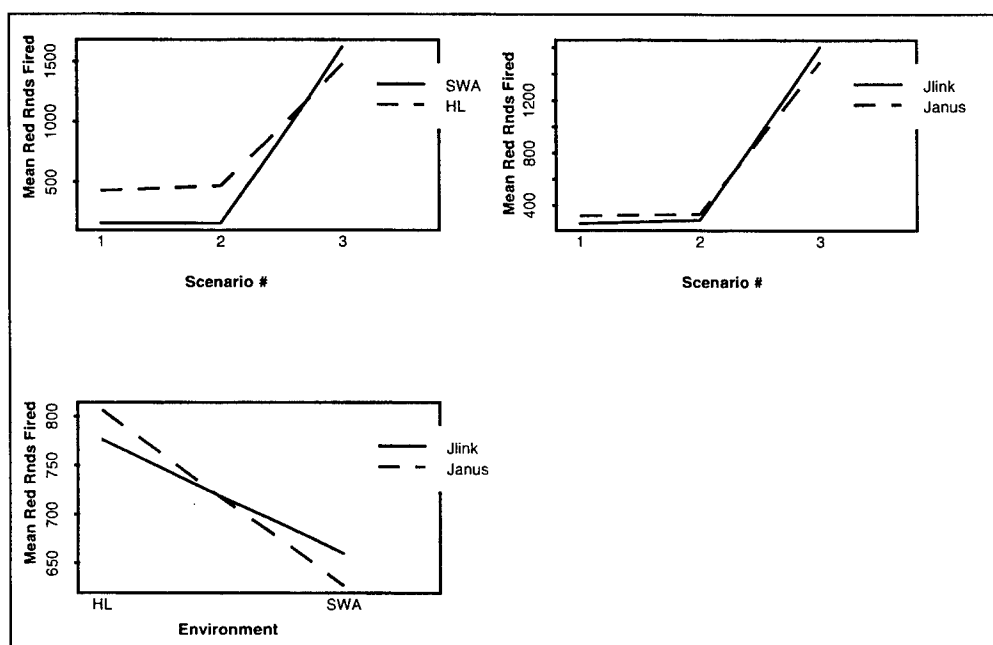 Mean Red Rnds Fired
1500
1000
500
1 2 3
Scenario #
SWA
HL
Mean Red Rnds Fired
1200
800
400
1 2 3
Scenario #
Jlink
Janus
Mean Red Rnds Fired
800
750
700
650
HL SWA
Environment
Jlink
Janus